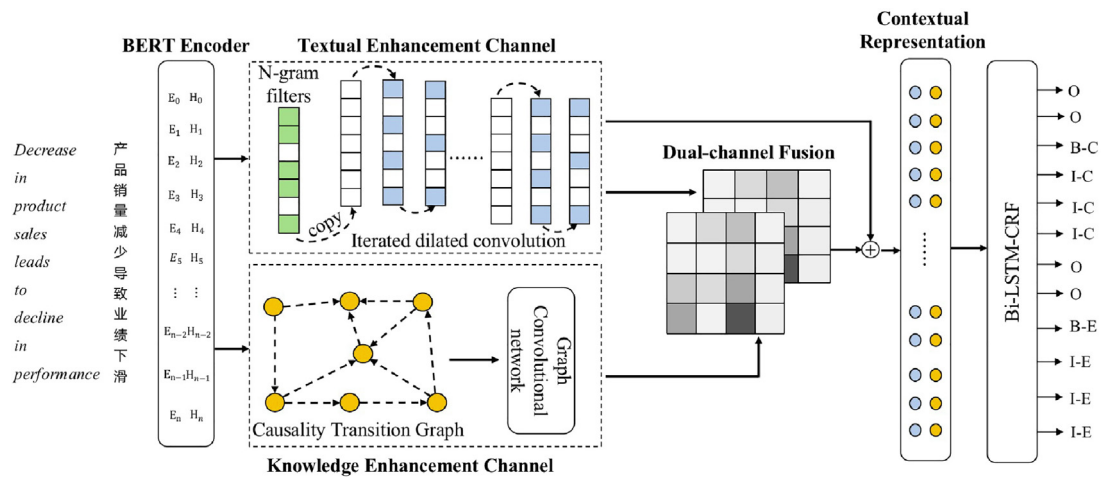 Decrease
in
product
sales
leads
to
decline
in
performance
产品销量减少导致业绩下滑
BERT Encoder
E₀ H₀
E₁ H₁
E₂ H₂
E₃ H₃
E₄ H₄
E₅ H₅
⋮ ⋮
Eₙ₋₂Hₙ₋₂
Eₙ₋₁Hₙ₋₁
Eₙ Hₙ
Textual Enhancement Channel
N-gram
filters
copy
......
Iterated dilated convolution
Causality Transition Graph
Graph
Convolutional
network
Knowledge Enhancement Channel
Dual-channel Fusion
+
Contextual
Representation
Bi-LSTM-CRF
O
O
B-C
I-C
I-C
I-C
O
O
B-E
I-E
I-E
I-E
I-E